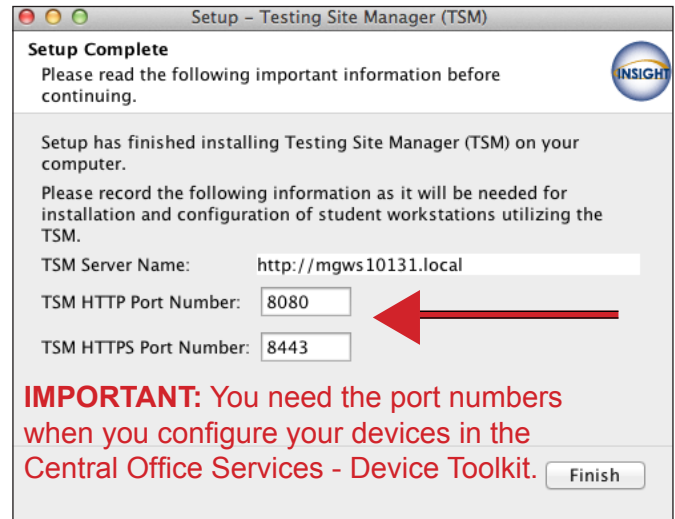 Setup – Testing Site Manager (TSM)
Setup Complete
Please read the following important information before
continuing.
INSIGHT
Setup has finished installing Testing Site Manager (TSM) on your
computer.
Please record the following information as it will be needed for
installation and configuration of student workstations utilizing the
TSM.
TSM Server Name: http://mgws10131.local
TSM HTTP Port Number: 8080
TSM HTTPS Port Number: 8443
IMPORTANT: You need the port numbers
when you configure your devices in the
Central Office Services - Device Toolkit.
Finish